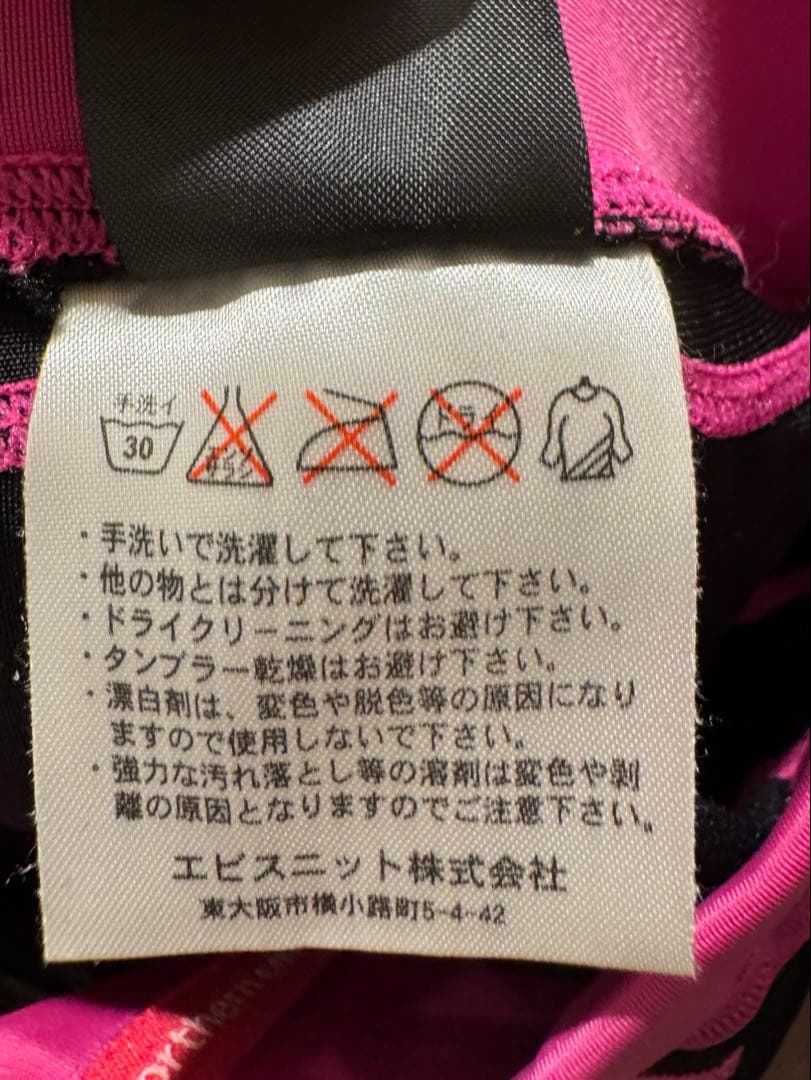 手洗イ
30
エンソ
サラシ
ドライ
・手洗いで洗濯して下さい。
・他の物とは分けて洗濯して下さい。
・ドライクリーニングはお避け下さい。
・タンブラー乾燥はお避け下さい。
・漂白剤は、変色や脱色等の原因になり
ますので使用しないで下さい。
・強力な汚れ落とし等の溶剤は変色や剥
離の原因となりますのでご注意下さい。
エビスニット株式会社
東大阪市横小路町5-4-42